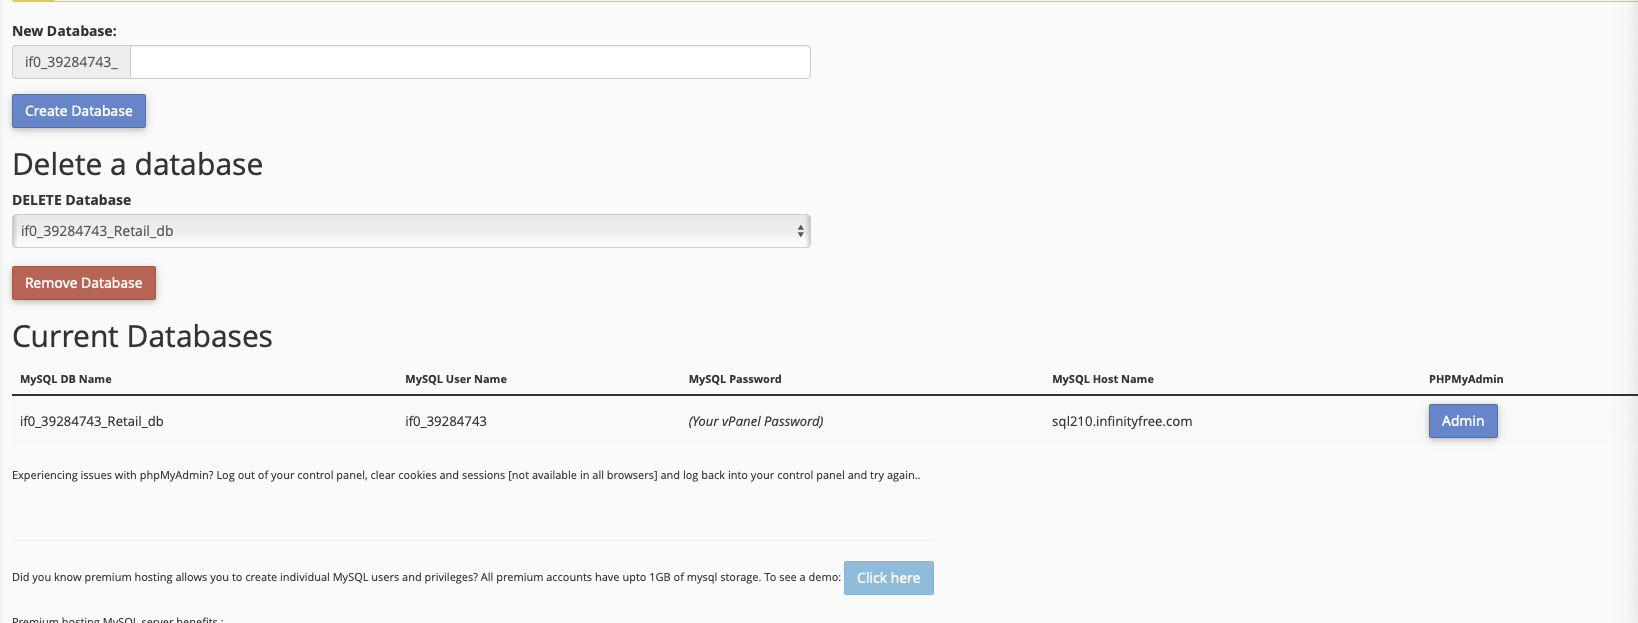 New Database:
if0_39284743_
Create Database
Delete a database
DELETE Database
if0_39284743_Retail_db
Remove Database
Current Databases
MySQL DB Name MySQL User Name MySQL Password MySQL Host Name PHPMyAdmin
if0_39284743_Retail_db if0_39284743 (Your vPanel Password) sql210.infinityfree.com Admin
Experiencing issues with phpMyAdmin? Log out of your control panel, clear cookies and sessions [not available in all browsers] and log back into your control panel and try again..
Did you know premium hosting allows you to create individual MySQL users and privileges? All premium accounts have upto 1GB of mysql storage. To see a demo: Click here
Premium hosting MySQL server benefits :